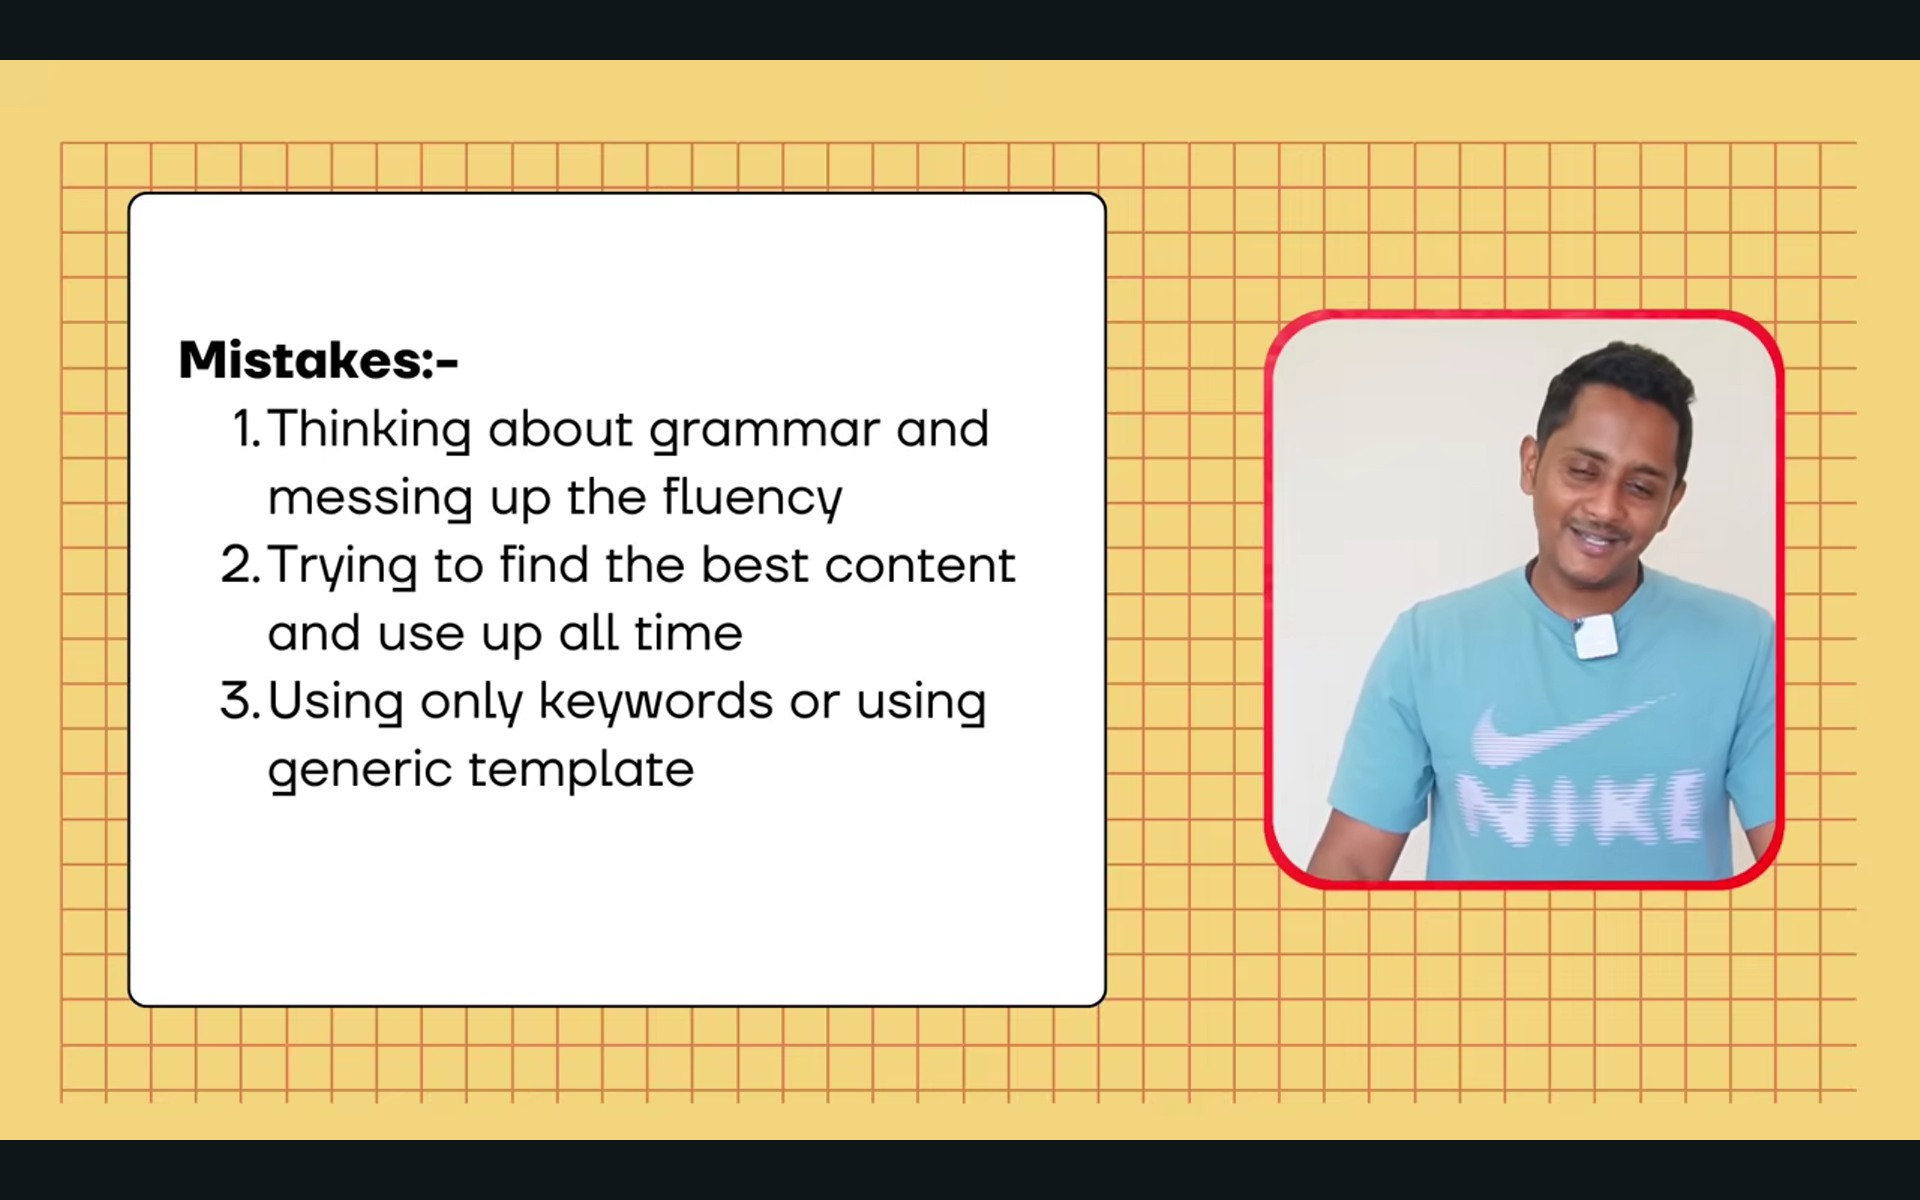 Mistakes:-
1. Thinking about grammar and
messing up the fluency
2. Trying to find the best content
and use up all time
3. Using only keywords or using
generic template
NIKE